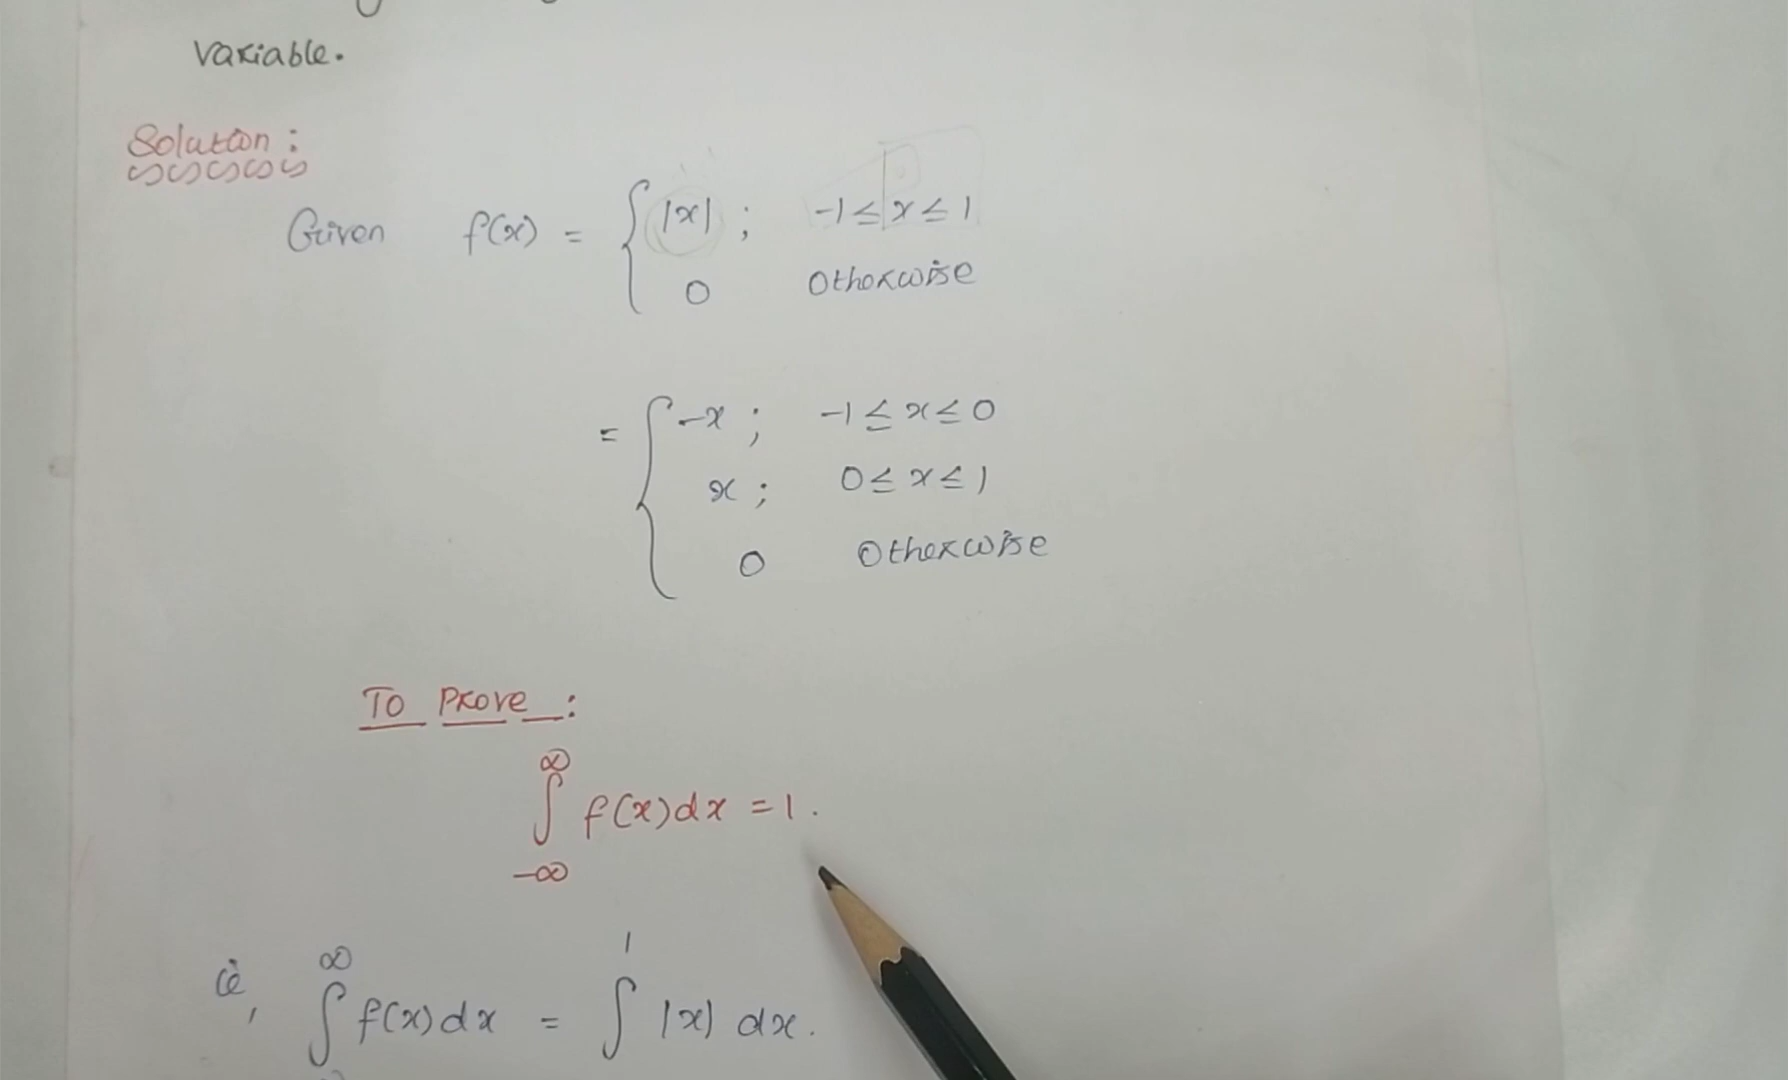 variable.
Solution :
Given f(x) = { |x| ; -1 ≤ x ≤ 1
0 Otherwise
= { -x ; -1 ≤ x ≤ 0
x ; 0 ≤ x ≤ 1
0 Otherwise
To Prove :
∞
∫ f(x)dx = 1.
-∞
ie, ∞ 1
∫ f(x)dx = ∫ |x| dx.